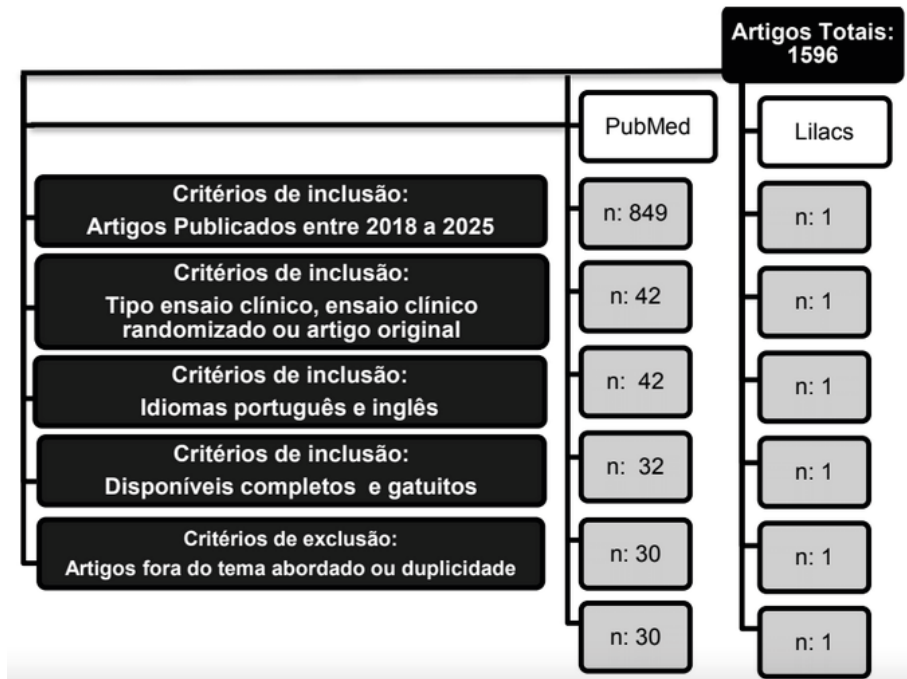 Artigos Totais:
1596
PubMed
Lilacs
Critérios de inclusão:
Artigos Publicados entre 2018 a 2025
n: 849
n: 1
Critérios de inclusão:
Tipo ensaio clínico, ensaio clínico
randomizado ou artigo original
n: 42
n: 1
Critérios de inclusão:
Idiomas português e inglês
n: 42
n: 1
Critérios de inclusão:
Disponíveis completos e gatuitos
n: 32
n: 1
Critérios de exclusão:
Artigos fora do tema abordado ou duplicidade
n: 30
n: 1
n: 30
n: 1